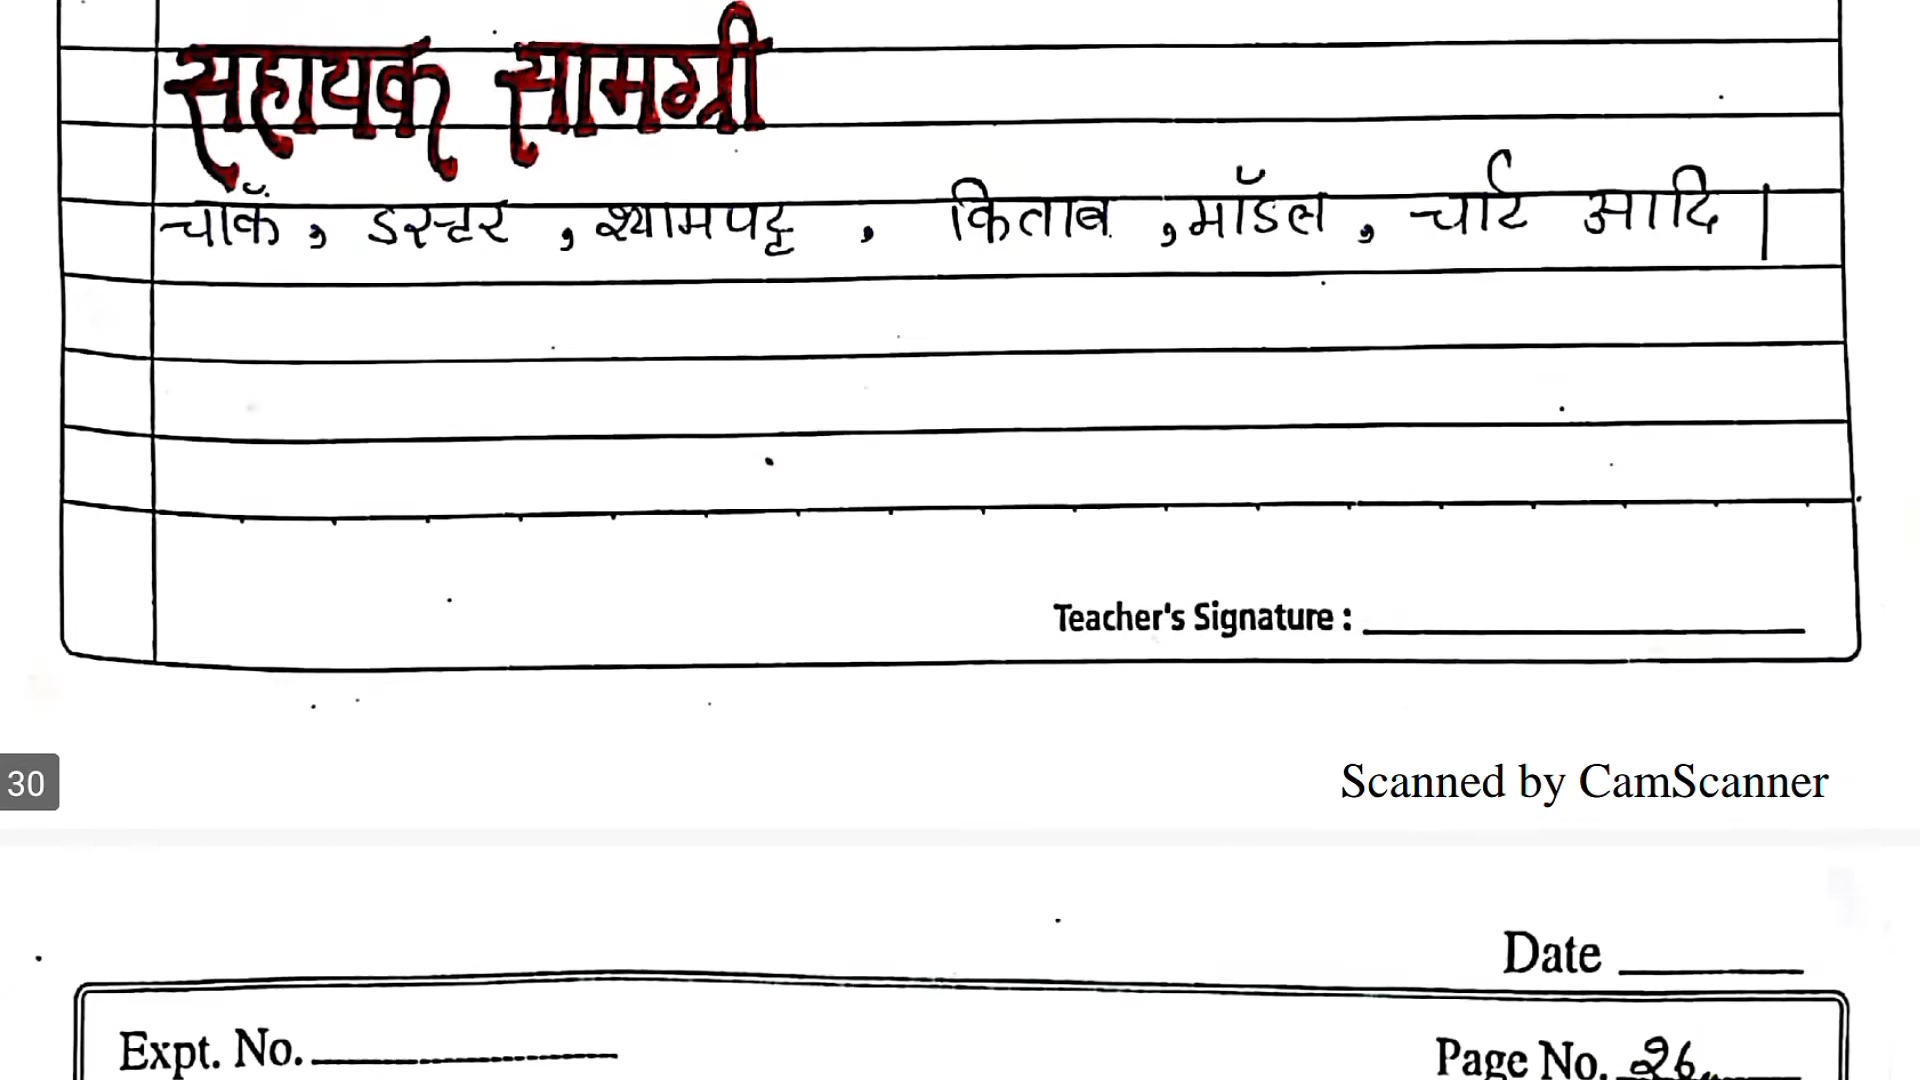 सहायक सामग्री
चॉक, डस्टर, श्यामपट्ट, किताब, मॉडल, चार्ट आदि |
Teacher's Signature :
30
Scanned by CamScanner
Date
Expt. No.
Page No. 26